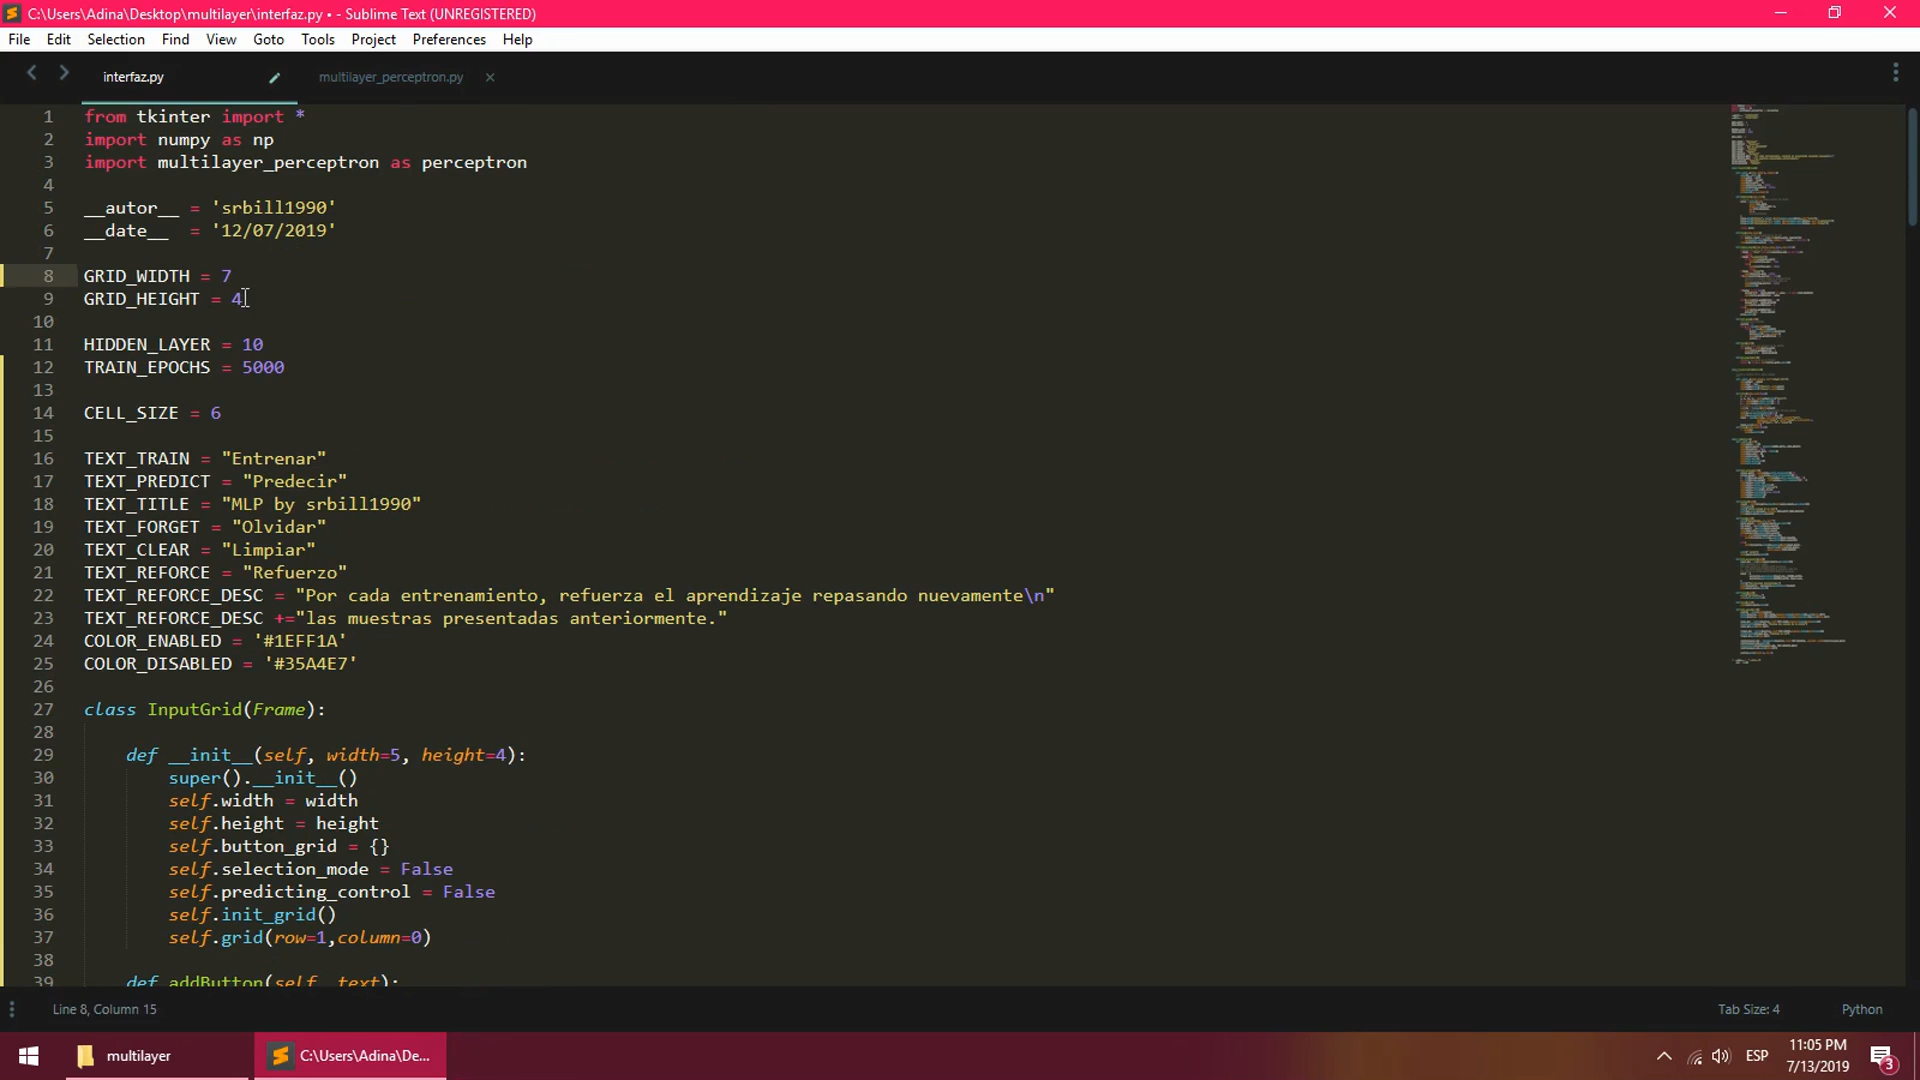 C:\Users\Adina\Desktop\multilayer\interfaz.py • - Sublime Text (UNREGISTERED)
File Edit Selection Find View Goto Tools Project Preferences Help
interfaz.py multilayer_perceptron.py
1 from tkinter import *
2 import numpy as np
3 import multilayer_perceptron as perceptron
4
5 __autor__ = 'srbill1990'
6 __date__  = '12/07/2019'
7
8 GRID_WIDTH = 7
9 GRID_HEIGHT = 4
10
11 HIDDEN_LAYER = 10
12 TRAIN_EPOCHS = 5000
13
14 CELL_SIZE = 6
15
16 TEXT_TRAIN = "Entrenar"
17 TEXT_PREDICT = "Predecir"
18 TEXT_TITLE = "MLP by srbill1990"
19 TEXT_FORGET = "Olvidar"
20 TEXT_CLEAR = "Limpiar"
21 TEXT_REFORCE = "Refuerzo"
22 TEXT_REFORCE_DESC = "Por cada entrenamiento, refuerza el aprendizaje repasando nuevamente\n"
23 TEXT_REFORCE_DESC +="las muestras presentadas anteriormente."
24 COLOR_ENABLED = '#1EFF1A'
25 COLOR_DISABLED = '#35A4E7'
26
27 class InputGrid(Frame):
28
29     def __init__(self, width=5, height=4):
30         super().__init__()
31         self.width = width
32         self.height = height
33         self.button_grid = {}
34         self.selection_mode = False
35         self.predicting_control = False
36         self.init_grid()
37         self.grid(row=1,column=0)
38
39     def addButton(self, text):
Line 8, Column 15 Tab Size: 4 Python
multilayer C:\Users\Adina\De... ESP 11:05 PM
7/13/2019 3